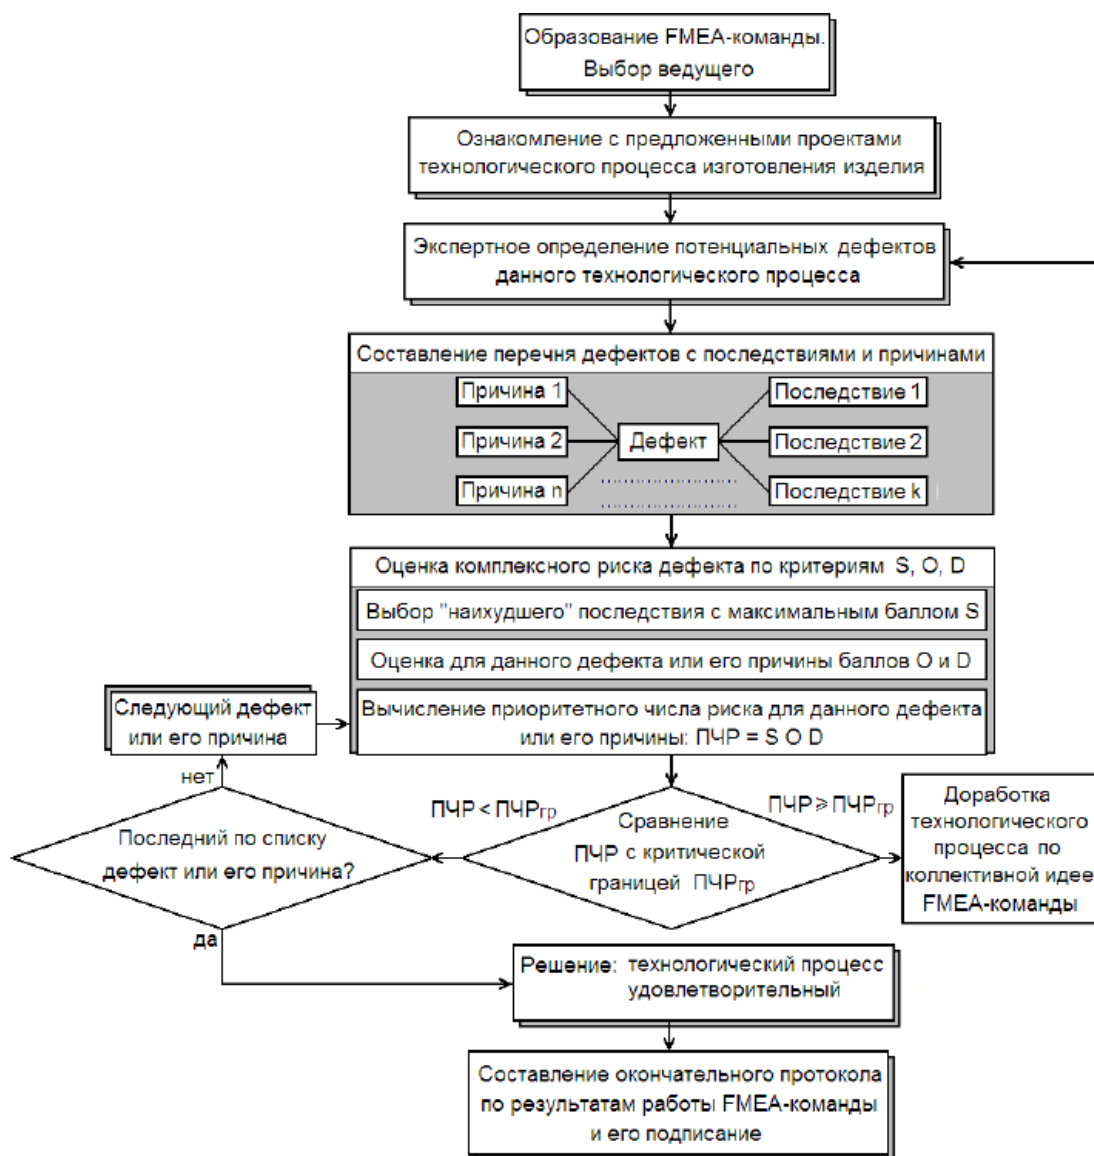 Образование FMEA-команды.
Выбор ведущего
Ознакомление с предложенными проектами
технологического процесса изготовления изделия
Экспертное определение потенциальных дефектов
данного технологического процесса
Составление перечня дефектов с последствиями и причинами
Причина 1
Последствие 1
Причина 2
Дефект
Последствие 2
Причина n
Последствие k
Оценка комплексного риска дефекта по критериям S, O, D
Выбор "наихудшего" последствия с максимальным баллом S
Оценка для данного дефекта или его причины баллов O и D
Вычисление приоритетного числа риска для данного дефекта
или его причины: ПЧР = S O D
Следующий дефект
или его причина
нет
Последний по списку
дефект или его причина?
да
ПЧР < ПЧРгр
Сравнение
ПЧР с критической
границей ПЧРгр
ПЧР ⩾ ПЧРгр
Доработка
технологического
процесса по
коллективной идее
FMEA-команды
Решение: технологический процесс
удовлетворительный
Составление окончательного протокола
по результатам работы FMEA-команды
и его подписание